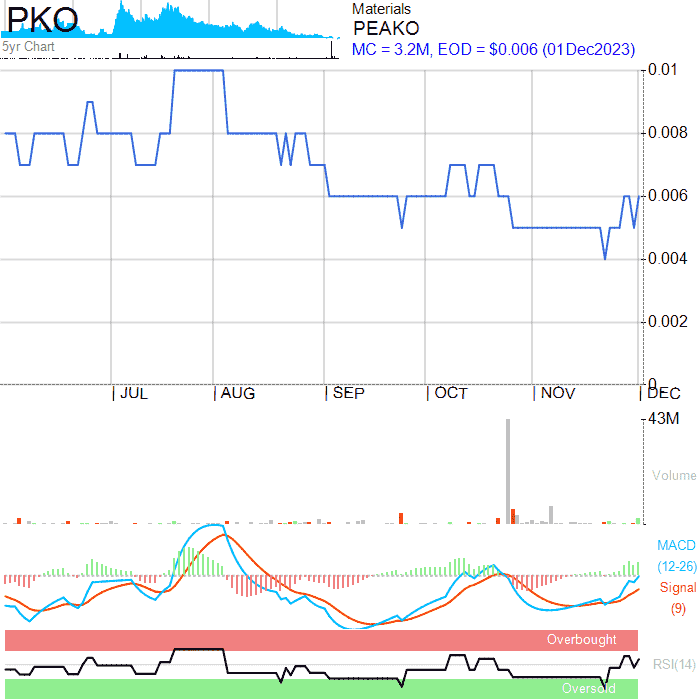 PKO
5yr Chart
Materials
PEAKO
MC = 3.2M, EOD = $0.006 (01Dec2023)
0.01
0.008
0.006
0.004
0.002
0
JUL AUG SEP OCT NOV DEC
43M
Volume
MACD
(12-26)
Signal
(9)
Overbought
RSI(14)
Oversold